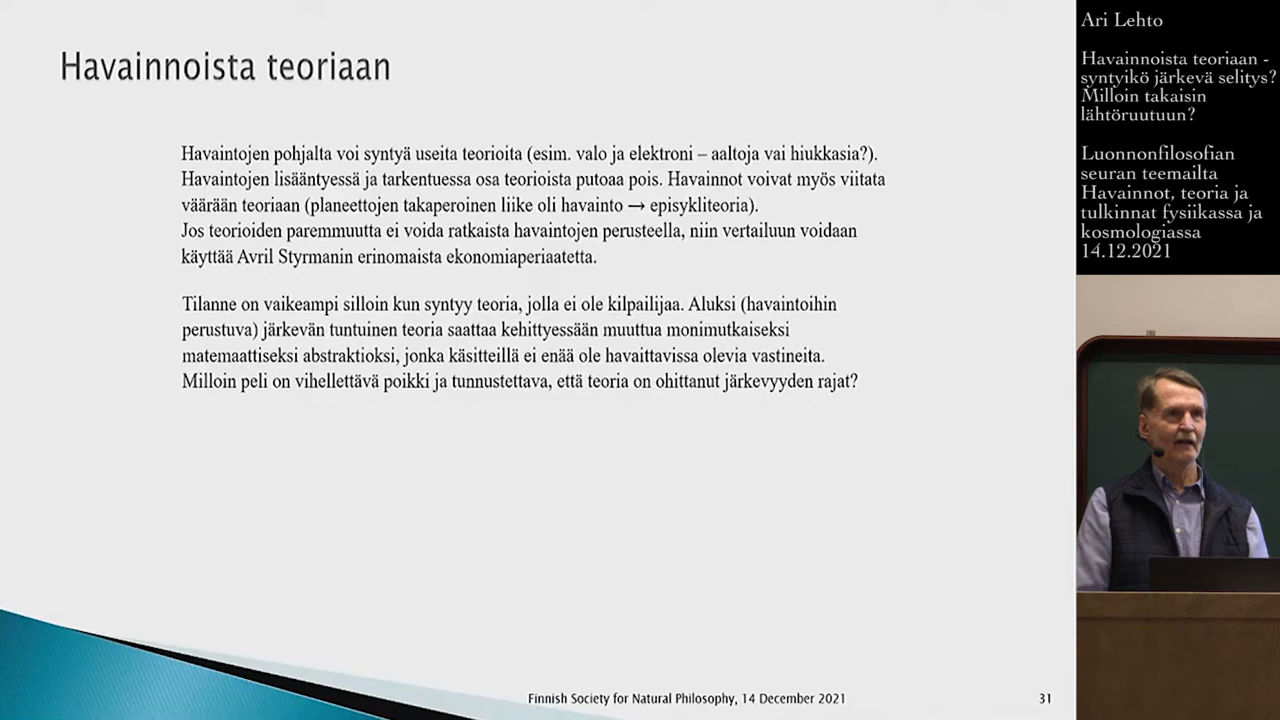 Havainnoista teoriaan
Havaintojen pohjalta voi syntyä useita teorioita (esim. valo ja elektroni – aaltoja vai hiukkasia?).
Havaintojen lisääntyessä ja tarkentuessa osa teorioista putoaa pois. Havainnot voivat myös viitata
väärään teoriaan (planeettojen takaperoinen liike oli havainto → episykliteoria).
Jos teorioiden paremmuutta ei voida ratkaista havaintojen perusteella, niin vertailuun voidaan
käyttää Avril Styrmanin erinomaista ekonomiaperiaatetta.
Tilanne on vaikeampi silloin kun syntyy teoria, jolla ei ole kilpailijaa. Aluksi (havaintoihin
perustuva) järkevän tuntuinen teoria saattaa kehittyessään muuttua monimutkaiseksi
matemaattiseksi abstraktioksi, jonka käsitteillä ei enää ole havaittavissa olevia vastineita.
Milloin peli on vihellettävä poikki ja tunnustettava, että teoria on ohittanut järkevyyden rajat?
Finnish Society for Natural Philosophy, 14 December 2021
31
Ari Lehto
Havainnoista teoriaan -
syntyikö järkevä selitys?
Milloin takaisin
lähtöruutuun?
Luonnonfilosofian
seuran teemailta
Havainnot, teoria ja
tulkinnat fysiikassa ja
kosmologiassa
14.12.2021